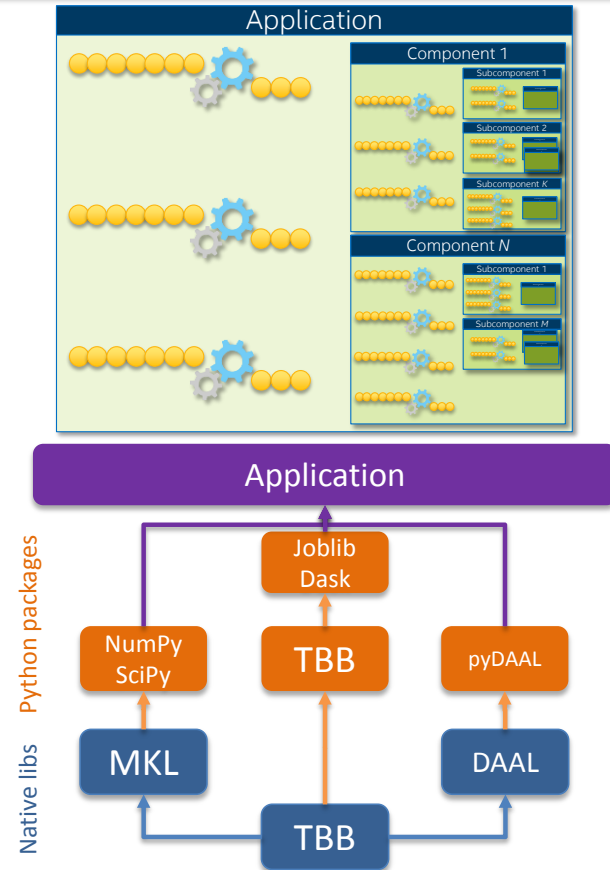 Application
Component 1
Subcomponent 1
Subcomponent 2
Subcomponent K
Component N
Subcomponent 1
Subcomponent M
Application
Python packages
Joblib
Dask
NumPy
SciPy
TBB
pyDAAL
Native libs
MKL
DAAL
TBB